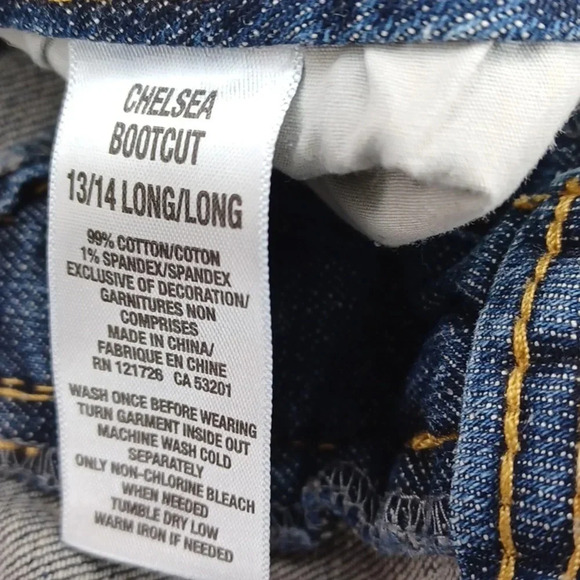 CHELSEA
BOOTCUT
13/14 LONG/LONG
99% COTTON/COTON
1% SPANDEX/SPANDEX
EXCLUSIVE OF DECORATION/
GARNITURES NON
COMPRISES
MADE IN CHINA/
FABRIQUE EN CHINE
RN 121726 CA 53201
WASH ONCE BEFORE WEARING
TURN GARMENT INSIDE OUT
MACHINE WASH COLD
SEPARATELY
ONLY NON-CHLORINE BLEACH
WHEN NEEDED
TUMBLE DRY LOW
WARM IRON IF NEEDED